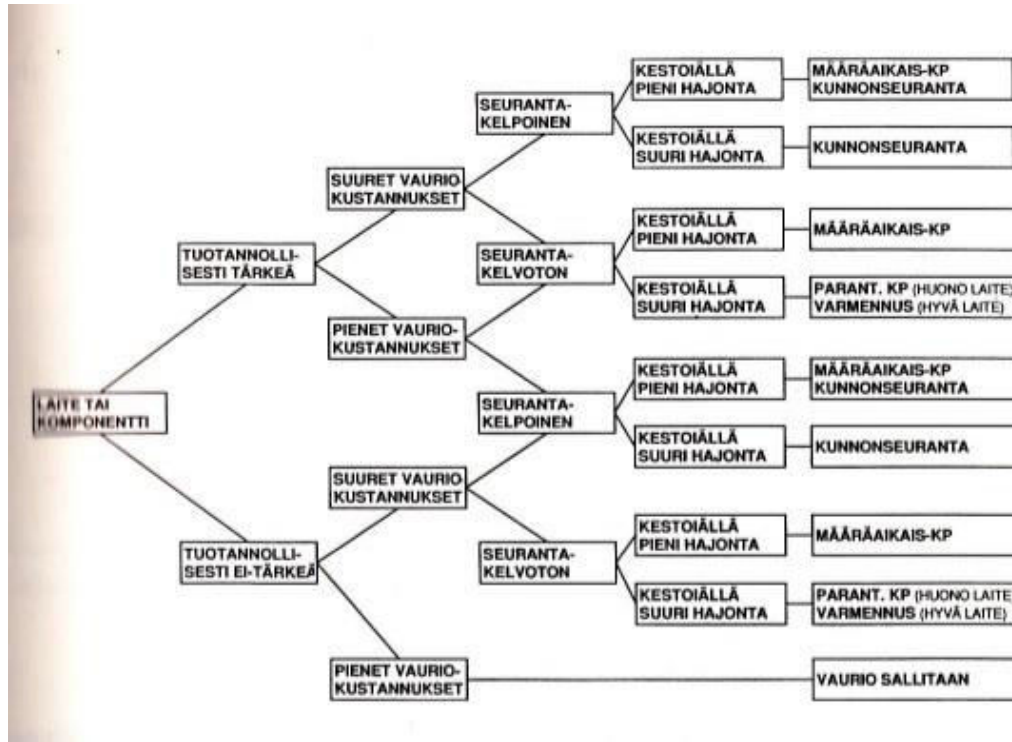 LAITE TAI
KOMPONENTTI
TUOTANNOLLI-
SESTI TÄRKEÄ
TUOTANNOLLI-
SESTI EI-TÄRKEÄ
SUURET VAURIO-
KUSTANNUKSET
PIENET VAURIO-
KUSTANNUKSET
SUURET VAURIO-
KUSTANNUKSET
PIENET VAURIO-
KUSTANNUKSET
SEURANTA-
KELPOINEN
SEURANTA-
KELVOTON
SEURANTA-
KELPOINEN
SEURANTA-
KELVOTON
KESTOIÄLLÄ
PIENI HAJONTA
KESTOIÄLLÄ
SUURI HAJONTA
KESTOIÄLLÄ
PIENI HAJONTA
KESTOIÄLLÄ
SUURI HAJONTA
KESTOIÄLLÄ
PIENI HAJONTA
KESTOIÄLLÄ
SUURI HAJONTA
KESTOIÄLLÄ
PIENI HAJONTA
KESTOIÄLLÄ
SUURI HAJONTA
MÄÄRÄAIKAIS-KP
KUNNONSEURANTA
KUNNONSEURANTA
MÄÄRÄAIKAIS-KP
PARANT. KP (HUONO LAITE)
VARMENNUS (HYVÄ LAITE)
MÄÄRÄAIKAIS-KP
KUNNONSEURANTA
KUNNONSEURANTA
MÄÄRÄAIKAIS-KP
PARANT. KP (HUONO LAITE)
VARMENNUS (HYVÄ LAITE)
VAURIO SALLITAAN